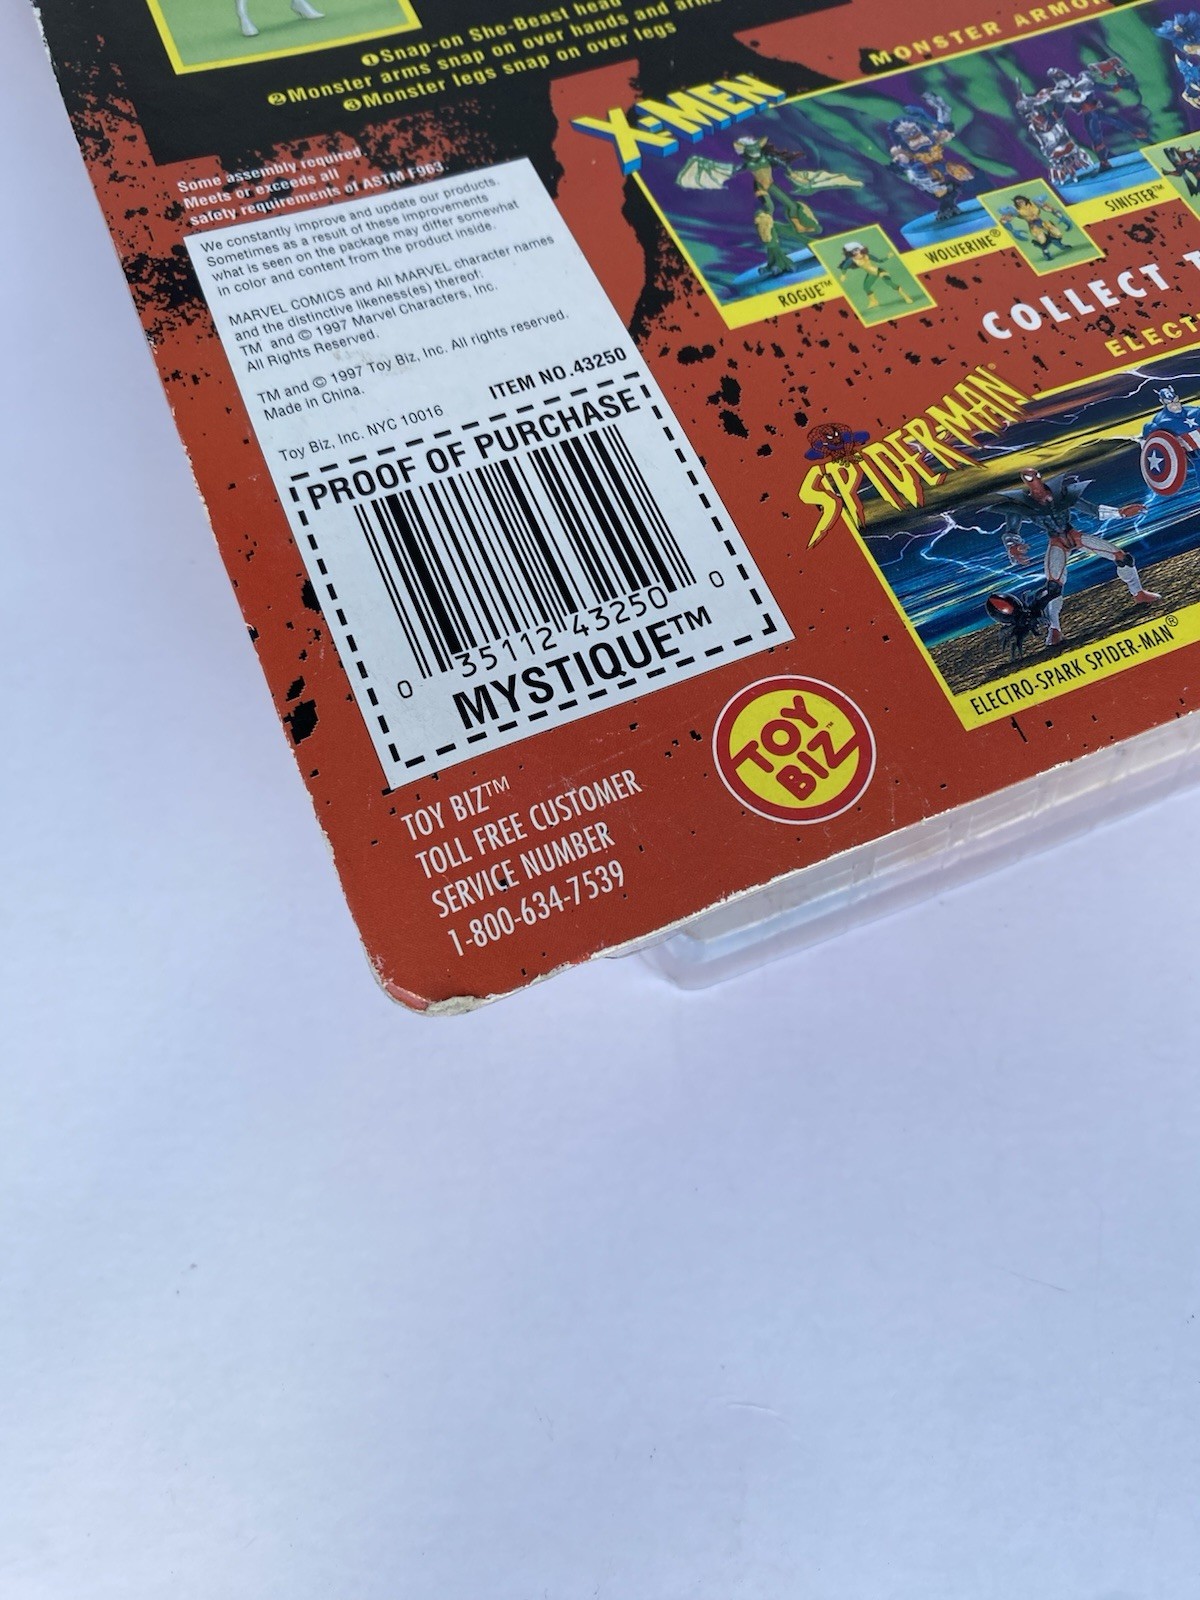 ❶Snap-on She-Beast head
❷Monster arms snap on over hands and arms
❸Monster legs snap on over legs
Some assembly required.
Meets or exceeds all
safety requirements of ASTM F963.
We constantly improve and update our products.
Sometimes as a result of these improvements
what is seen on the package may differ somewhat
in color and content from the product inside.
MARVEL COMICS and All MARVEL character names
and the distinctive likeness(es) thereof:
TM and © 1997 Marvel Characters, Inc.
All Rights Reserved.
TM and © 1997 Toy Biz, Inc. All rights reserved.
Made in China.
Toy Biz, Inc. NYC 10016
ITEM NO.43250
PROOF OF PURCHASE
0 35112 43250 0
MYSTIQUE™
TOY BIZ™
TOLL FREE CUSTOMER
SERVICE NUMBER
1-800-634-7539
TOY
BIZ™
MONSTER ARMOR
X-MEN
ROGUE™
WOLVERINE®
SINISTER™
COLLECT
SPIDER-MAN®
ELECTRO-SPARK SPIDER-MAN®